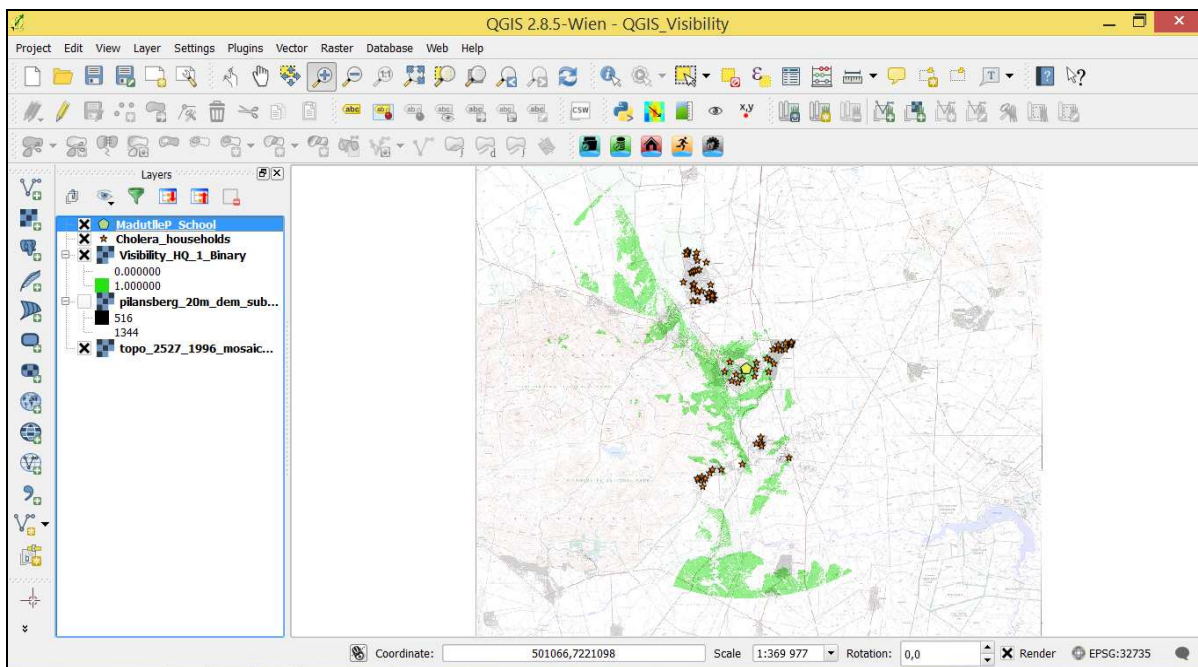 QGIS 2.8.5-Wien - QGIS_Visibility
Project Edit View Layer Settings Plugins Vector Raster Database Web Help
Layers
MadutlleP_School
Cholera_households
Visibility_HQ_1_Binary
0.000000
1.000000
pilansberg_20m_dem_sub...
516
1344
topo_2527_1996_mosaic...
Coordinate: 501066,7221098 Scale 1:369 977 Rotation: 0,0 Render EPSG:32735